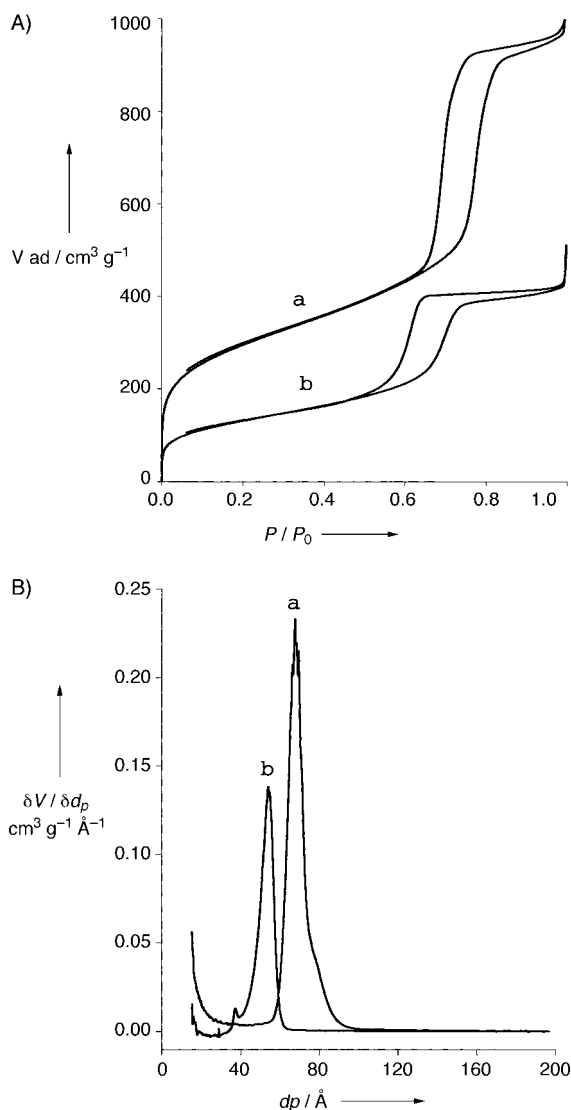 A)
1000
800
V ad / cm³ g⁻¹
600
a
400
b
200
0
0.0 0.2 0.4 0.6 0.8 1.0
P / P₀
B)
0.25
a
0.20
0.15
b
δV / δdₚ
cm³ g⁻¹ Å⁻¹
0.10
0.05
0.00
0 40 80 120 160 200
dp / Å